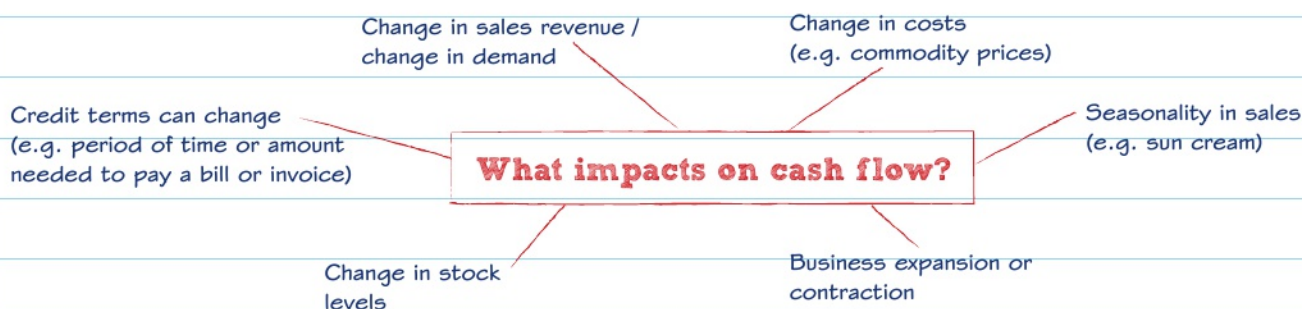 Change in sales revenue /
change in demand
Change in costs
(e.g. commodity prices)
Credit terms can change
(e.g. period of time or amount
needed to pay a bill or invoice)
Seasonality in sales
(e.g. sun cream)
What impacts on cash flow?
Change in stock
levels
Business expansion or
contraction